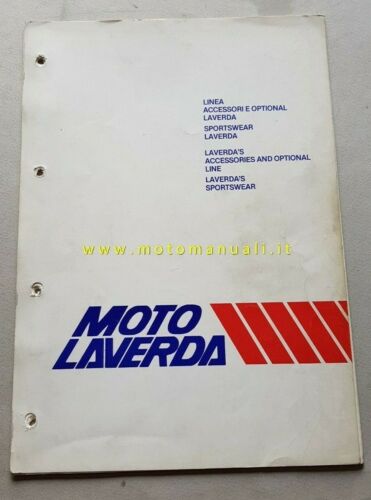 LINEA
ACCESSORI E OPTIONAL
LAVERDA
SPORTSWEAR
LAVERDA
LAVERDA'S
ACCESSORIES AND OPTIONAL
LINE
LAVERDA'S
SPORTSWEAR
www.motomanuali.it
MOTO
LAVERDA